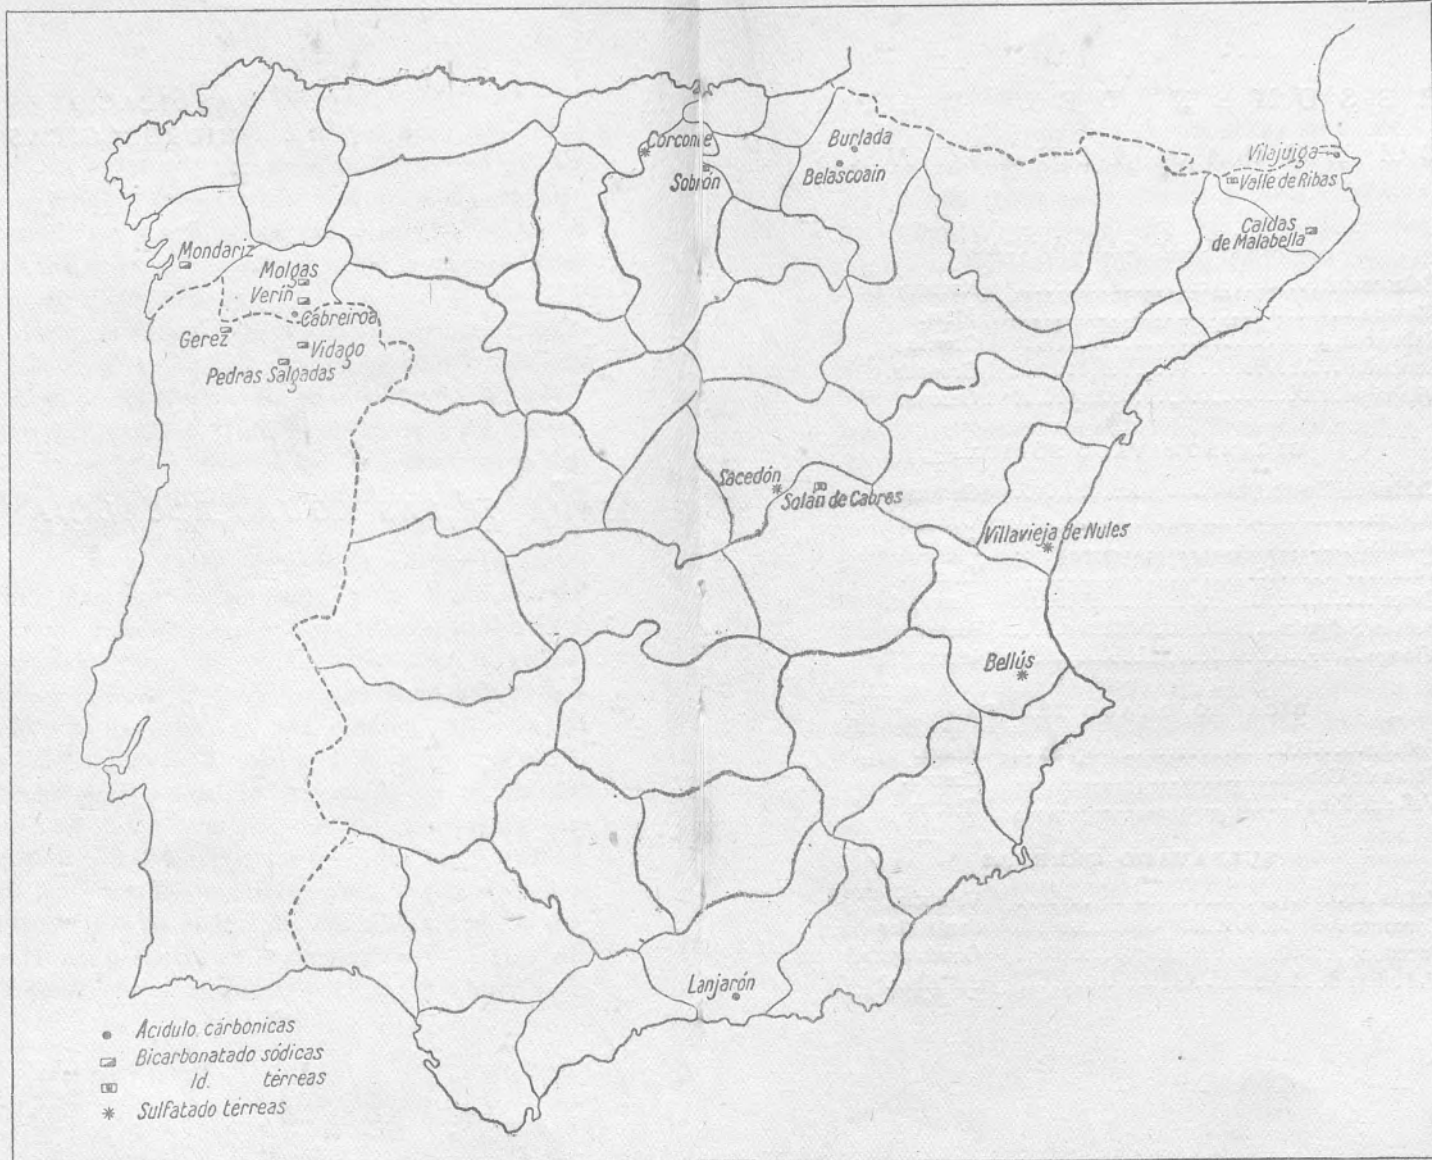 Corconte
Burlada
Vilajuiga
Sobrón
Belascoain
Valle de Ribas
Caldas
de Malabella
Mondariz
Molgas
Verín
Cabreiroa
Gerez
Vidago
Pedras Salgadas
Sacedón
Solán de Cabras
Villavieja de Nules
Bellús
Lanjarón
Acidulo carbonicas
Bicarbonatado sódicas
Id. térreas
Sulfatado térreas